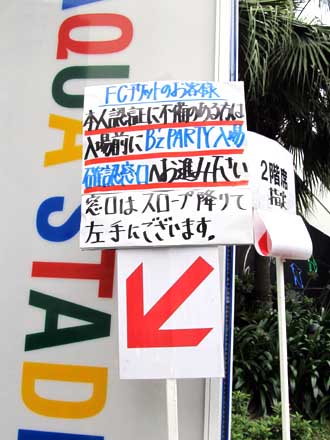 AQUA STADI
FCチケットのお客様
本人認証に不備のある方は
入場前にB'z PARTY入場
確認窓口へお進み下さい
窓口はスロープ降りて
左手にございます。
2階席
指定